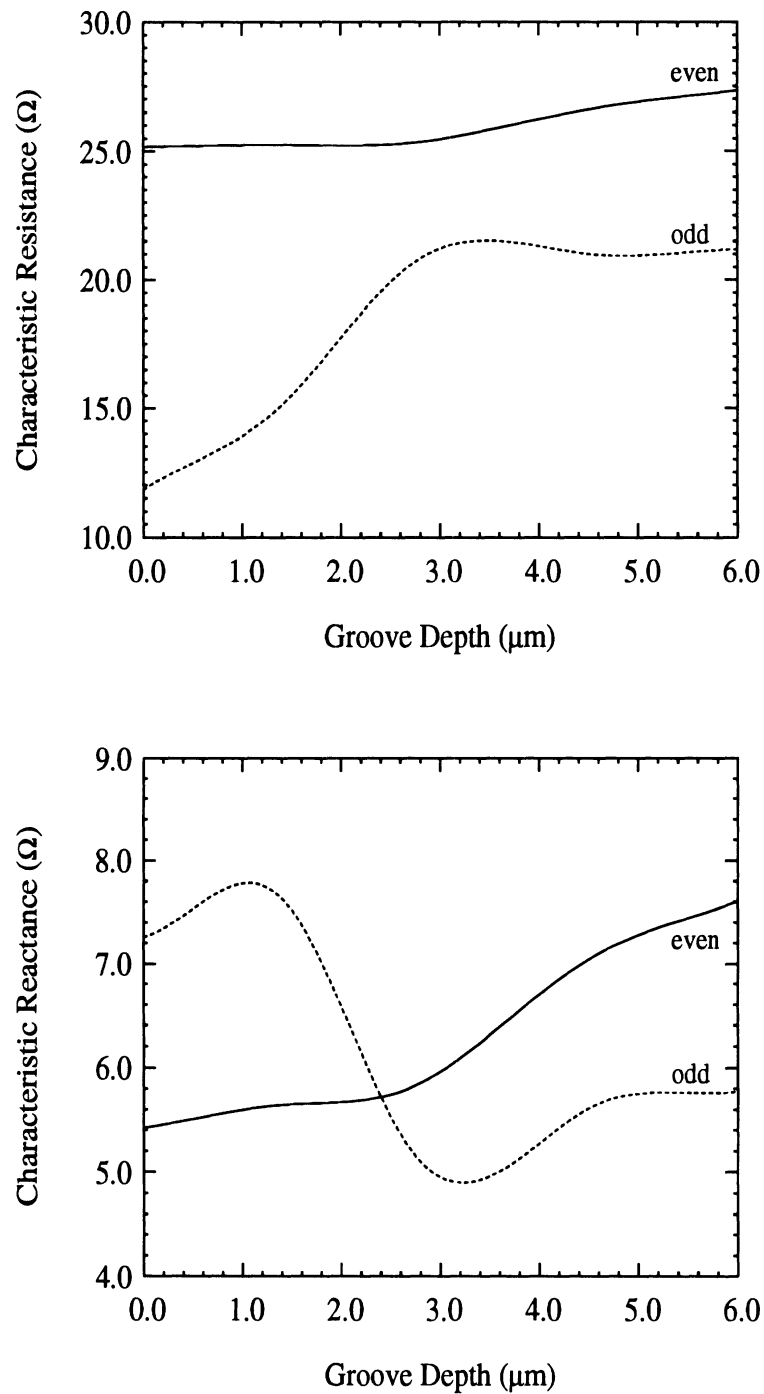 30.0
25.0
20.0
15.0
10.0
Characteristic Resistance (Ω)
even
odd
0.0 1.0 2.0 3.0 4.0 5.0 6.0
Groove Depth (μm)
9.0
8.0
7.0
6.0
5.0
4.0
Characteristic Reactance (Ω)
even
odd
0.0 1.0 2.0 3.0 4.0 5.0 6.0
Groove Depth (μm)